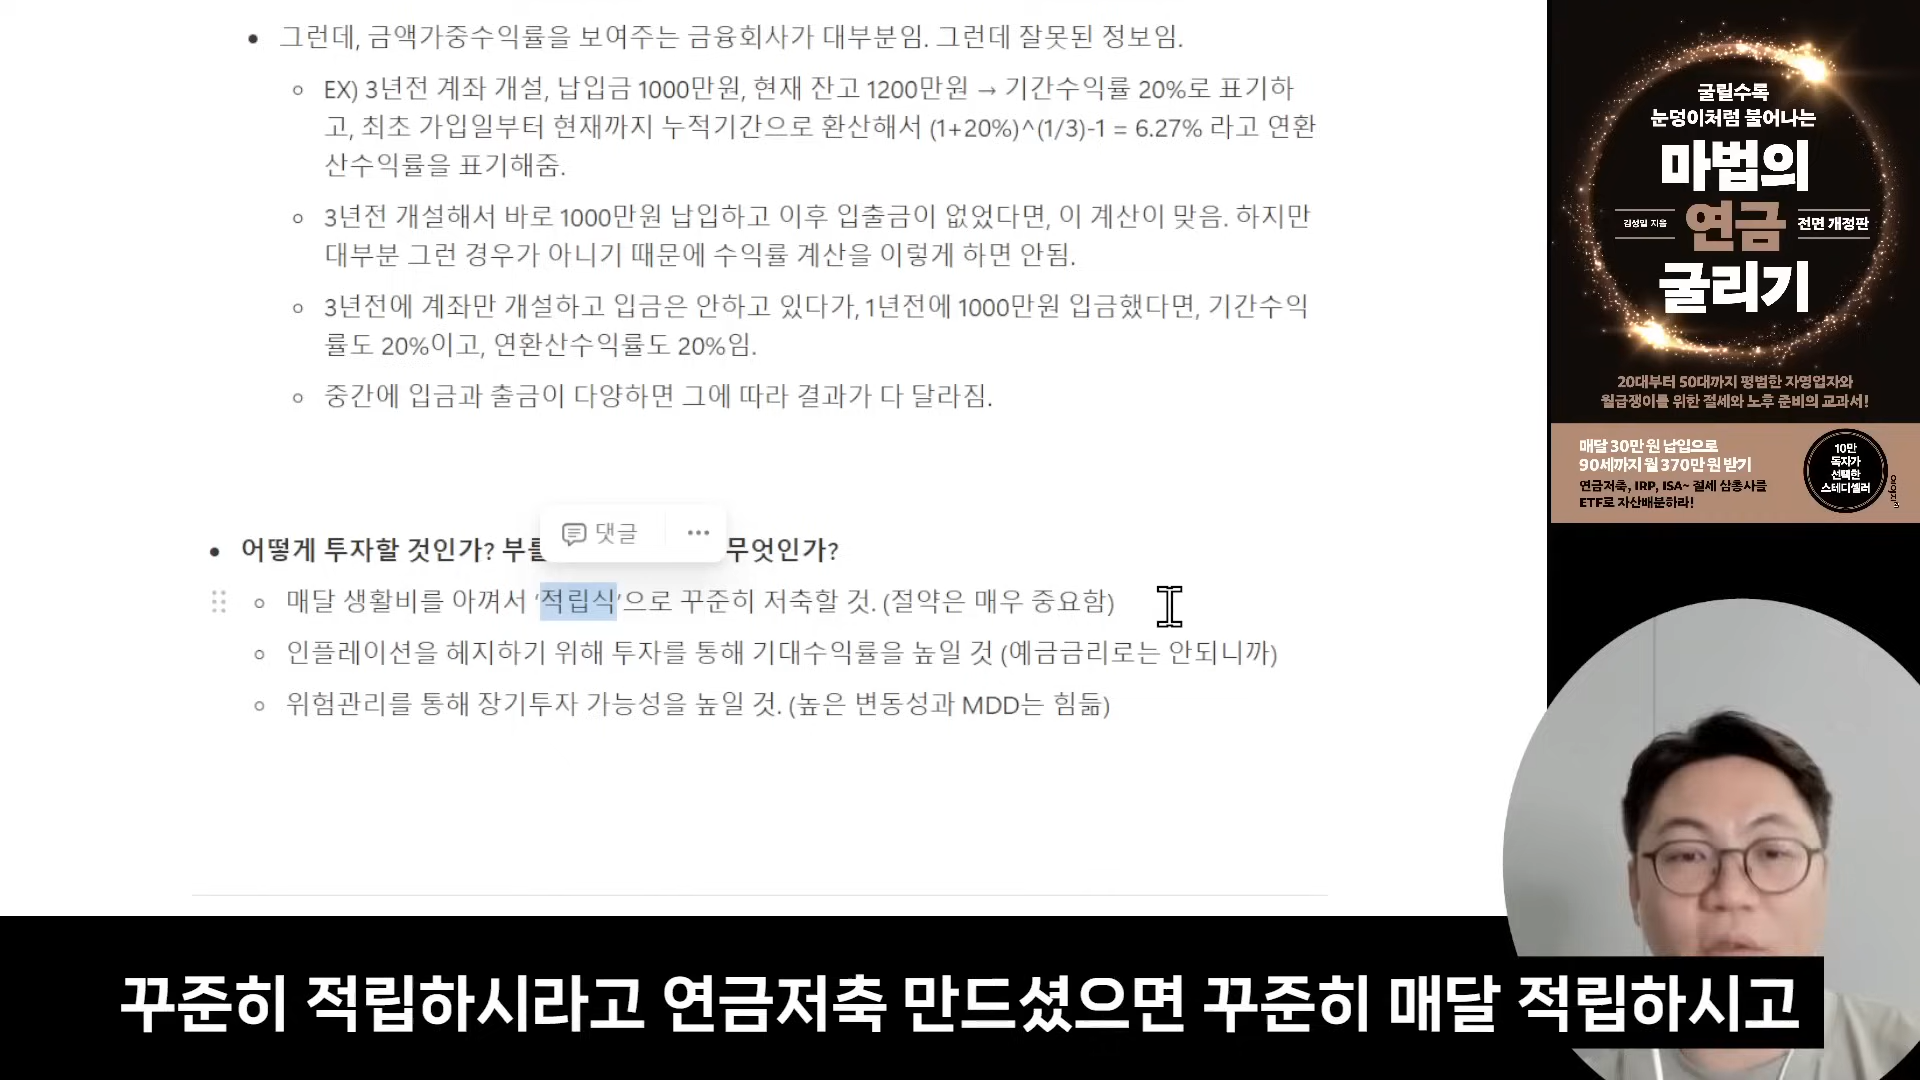 그런데, 금액가중수익률을 보여주는 금융회사가 대부분임. 그런데 잘못된 정보임.
EX) 3년전 계좌 개설, 납입금 1000만원, 현재 잔고 1200만원 → 기간수익률 20%로 표기하
고, 최초 가입일부터 현재까지 누적기간으로 환산해서 (1+20%)^(1/3)-1 = 6.27% 라고 연환
산수익률을 표기해줌.
3년전 개설해서 바로 1000만원 납입하고 이후 입출금이 없었다면, 이 계산이 맞음. 하지만
대부분 그런 경우가 아니기 때문에 수익률 계산을 이렇게 하면 안됨.
3년전에 계좌만 개설하고 입금은 안하고 있다가, 1년전에 1000만원 입금했다면, 기간수익
률도 20%이고, 연환산수익률도 20%임.
중간에 입금과 출금이 다양하면 그에 따라 결과가 다 달라짐.
댓글
어떻게 투자할 것인가? 부를 무엇인가?
매달 생활비를 아껴서 '적립식'으로 꾸준히 저축할 것. (절약은 매우 중요함)
인플레이션을 헤지하기 위해 투자를 통해 기대수익률을 높일 것 (예금금리로는 안되니까)
위험관리를 통해 장기투자 가능성을 높일 것. (높은 변동성과 MDD는 힘듦)
굴릴수록
눈덩이처럼 불어나는
마법의
김성일 지음 연금 전면 개정판
굴리기
20대부터 50대까지 평범한 자영업자와
월급쟁이를 위한 절세와 노후 준비의 교과서!
매달 30만 원 납입으로
90세까지 월 370만 원 받기
연금저축, IRP, ISA~ 절세 삼총사를
ETF로 자산배분하라!
10만
독자가
선택한
스테디셀러
꾸준히 적립하시라고 연금저축 만드셨으면 꾸준히 매달 적립하시고